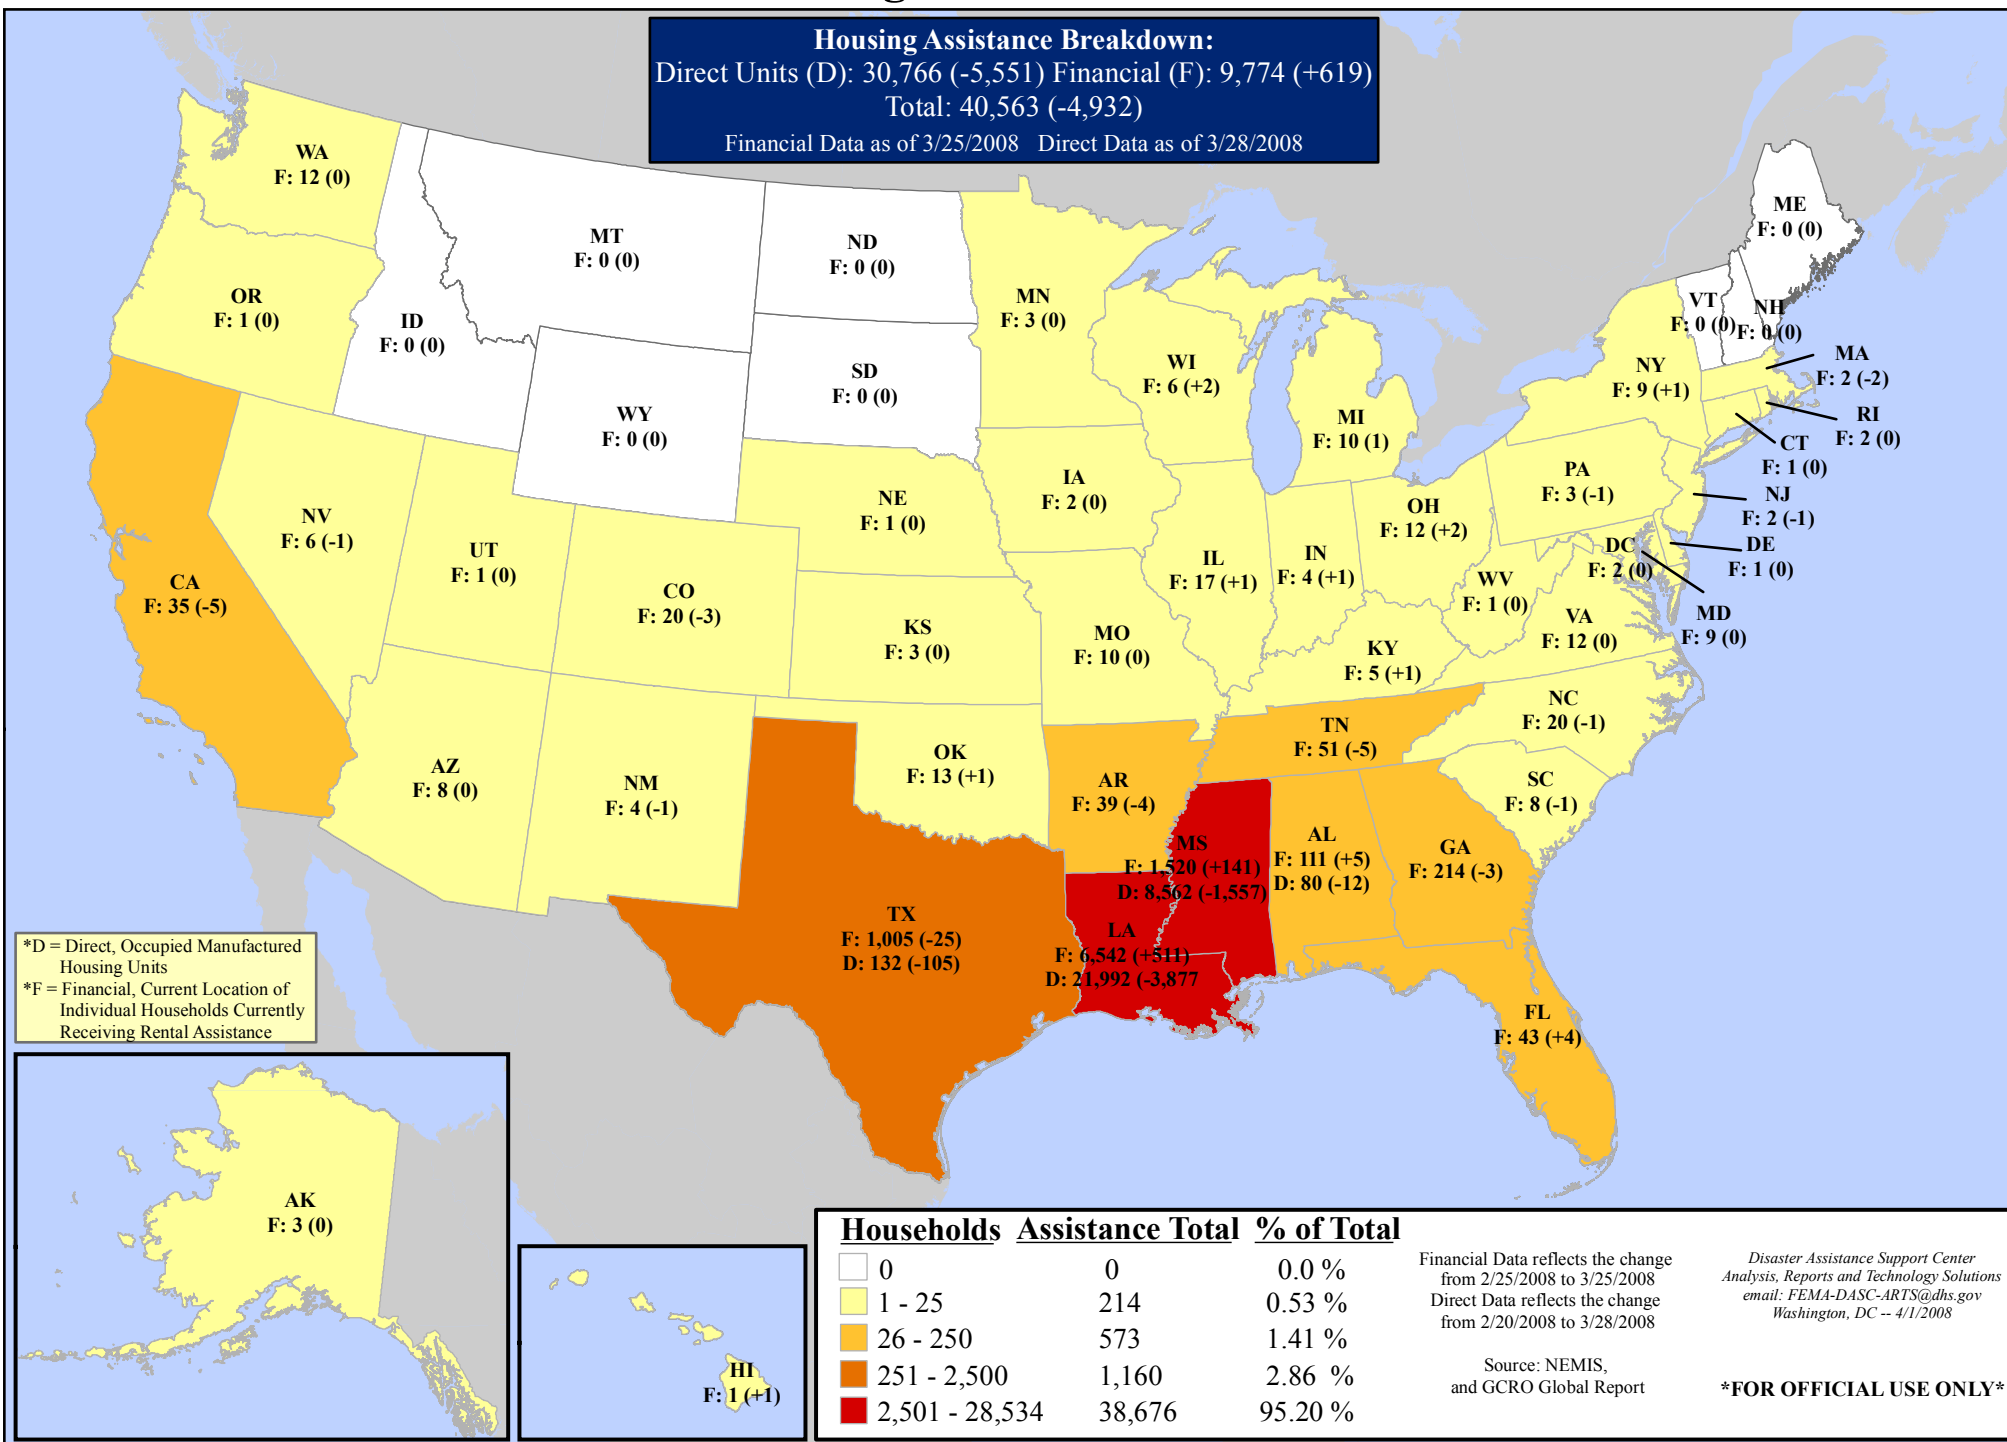 Housing Assistance Breakdown:
Direct Units (D): 30,766 (-5,551) Financial (F): 9,774 (+619)
Total: 40,563 (-4,932)
Financial Data as of 3/25/2008 Direct Data as of 3/28/2008
WA
F: 12 (0)
OR
F: 1 (0)
ID
F: 0 (0)
MT
F: 0 (0)
ND
F: 0 (0)
SD
F: 0 (0)
WY
F: 0 (0)
MN
F: 3 (0)
WI
F: 6 (+2)
MI
F: 10 (1)
ME
F: 0 (0)
VT
F: 0 (0)
NH
F: 0 (0)
NY
F: 9 (+1)
MA
F: 2 (-2)
RI
F: 2 (0)
CT
F: 1 (0)
PA
F: 3 (-1)
NJ
F: 2 (-1)
DE
F: 1 (0)
DC
F: 2 (0)
MD
F: 9 (0)
CA
F: 35 (-5)
NV
F: 6 (-1)
UT
F: 1 (0)
CO
F: 20 (-3)
NE
F: 1 (0)
KS
F: 3 (0)
IA
F: 2 (0)
MO
F: 10 (0)
IL
F: 17 (+1)
IN
F: 4 (+1)
OH
F: 12 (+2)
WV
F: 1 (0)
VA
F: 12 (0)
KY
F: 5 (+1)
NC
F: 20 (-1)
TN
F: 51 (-5)
SC
F: 8 (-1)
AZ
F: 8 (0)
NM
F: 4 (-1)
OK
F: 13 (+1)
AR
F: 39 (-4)
MS
F: 1,520 (+141)
D: 8,562 (-1,557)
AL
F: 111 (+5)
D: 80 (-12)
GA
F: 214 (-3)
TX
F: 1,005 (-25)
D: 132 (-105)
LA
F: 6,542 (+511)
D: 21,992 (-3,877
FL
F: 43 (+4)
*D = Direct, Occupied Manufactured
Housing Units
*F = Financial, Current Location of
Individual Households Currently
Receiving Rental Assistance
AK
F: 3 (0)
HI
F: 1 (+1)
Households Assistance Total % of Total
0 0 0.0 %
1 - 25 214 0.53 %
26 - 250 573 1.41 %
251 - 2,500 1,160 2.86 %
2,501 - 28,534 38,676 95.20 %
Financial Data reflects the change
from 2/25/2008 to 3/25/2008
Direct Data reflects the change
from 2/20/2008 to 3/28/2008
Source: NEMIS,
and GCRO Global Report
Disaster Assistance Support Center
Analysis, Reports and Technology Solutions
email: FEMA-DASC-ARTS@dhs.gov
Washington, DC -- 4/1/2008
*FOR OFFICIAL USE ONLY*